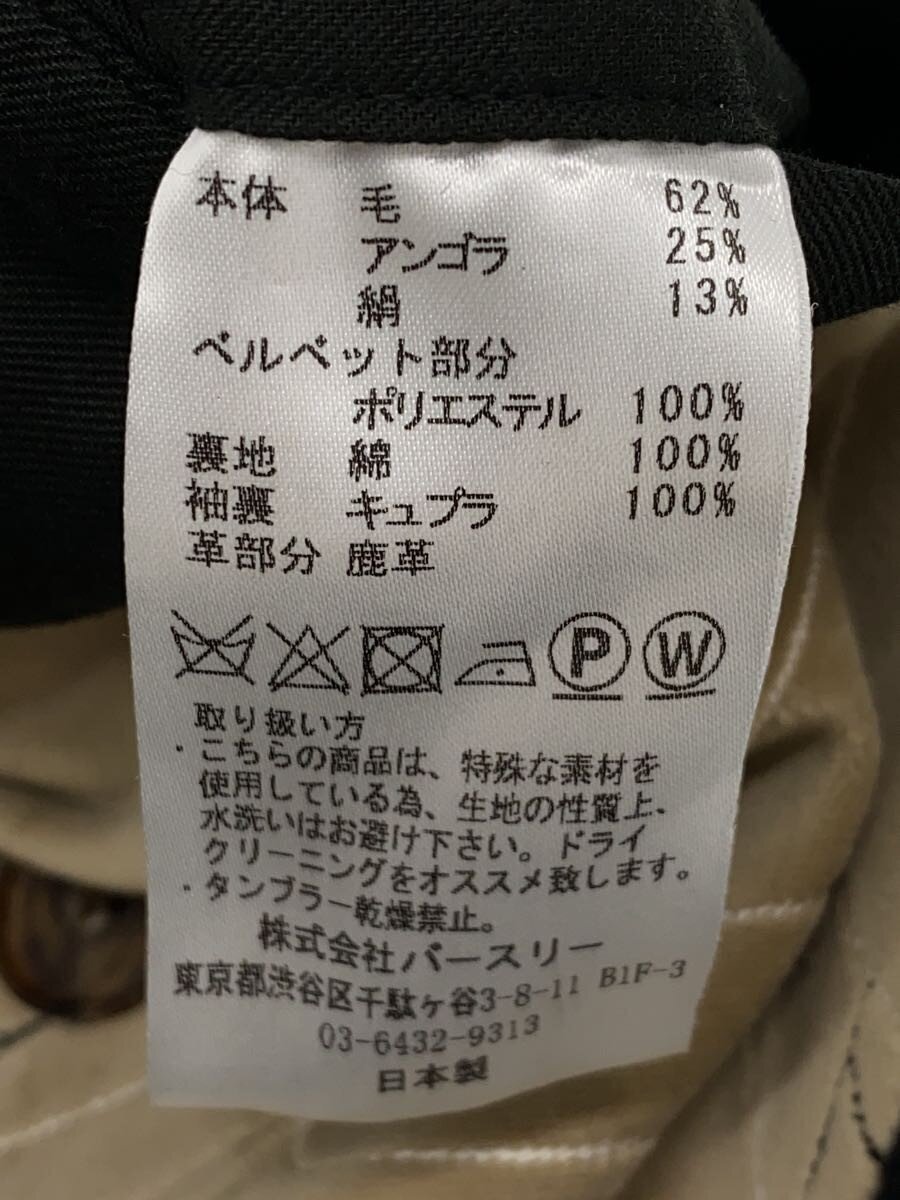 本体 毛 62%
アンゴラ 25%
絹 13%
ベルベット部分
ポリエステル 100%
裏地 綿 100%
袖裏 キュプラ 100%
革部分 鹿革
P W
取り扱い方
・こちらの商品は、特殊な素材を
使用している為、生地の性質上、
水洗いはお避け下さい。ドライ
クリーニングをオススメ致します。
・タンブラー乾燥禁止。
株式会社パースリー
東京都渋谷区千駄ヶ谷3-8-11 B1F-3
03-6432-9313
日本製